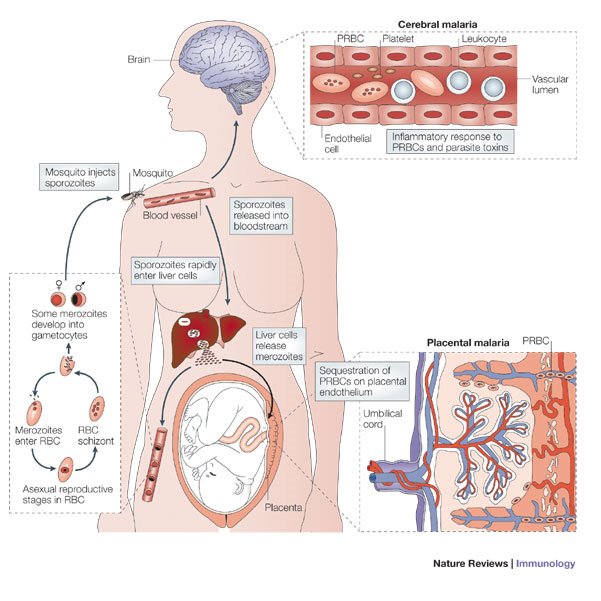 Cerebral malaria
PRBC
Platelet
Leukocyte
Brain
Vascular
lumen
Endothelial
cell
Inflammatory response to
PRBCs and parasite toxins
Mosquito injects
sporozoites
Mosquito
Blood vessel
Sporozoites
released into
bloodstream
Sporozoites rapidly
enter liver cells
♀
♂
Some merozoites
develop into
gametocytes
Liver cells
release
merozoites
Placental malaria
PRBC
Sequestration of
PRBCs on placental
endothelium
Umbilical
cord
Merozoites
enter RBC
RBC
schizont
Asexual reproductive
stages in RBC
Placenta
Nature Reviews | Immunology